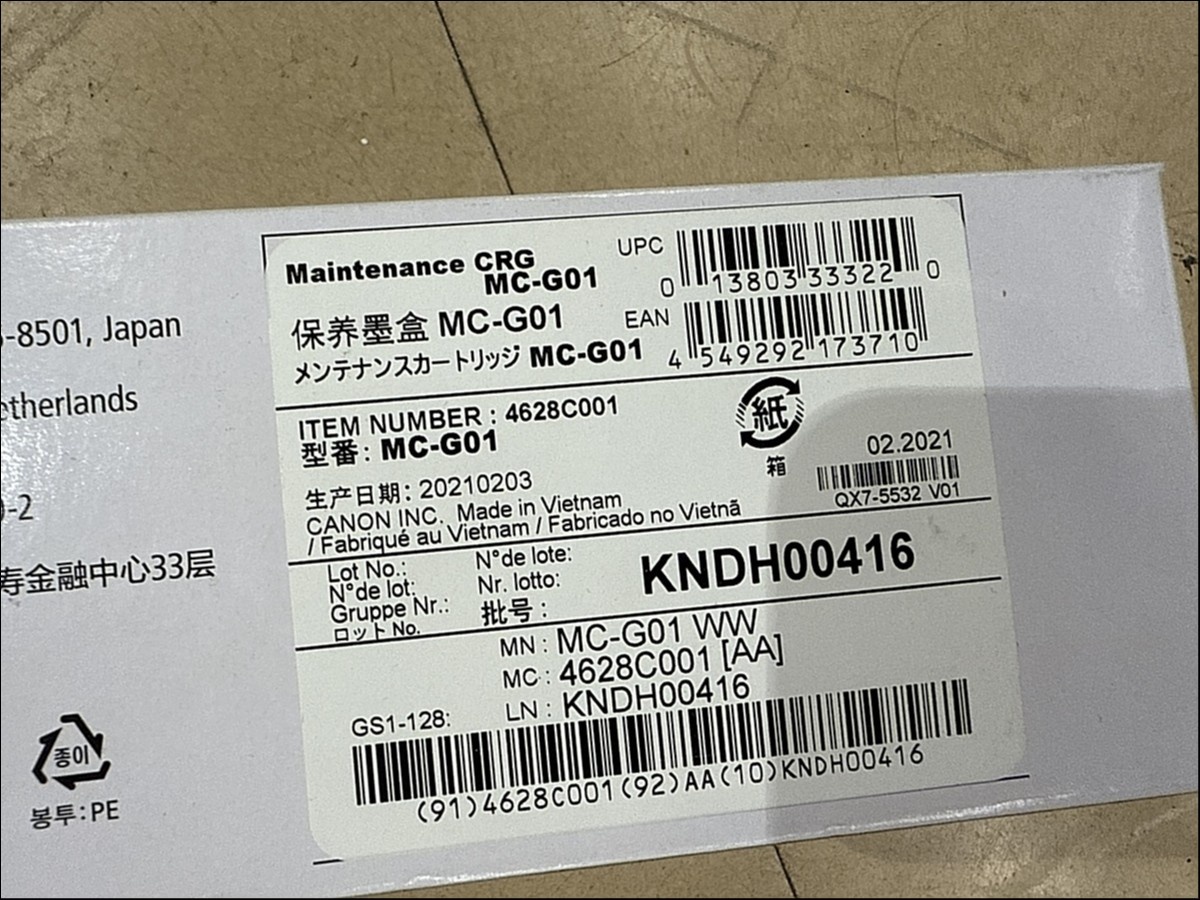 -8501, Japan
etherlands
-2
寿金融中心33层
종이
봉투:PE
Maintenance CRG
MC-G01
保养墨盒 MC-G01
メンテナンスカートリッジ MC-G01
UPC
0 13803 33322 0
EAN
4 549292 173710
ITEM NUMBER : 4628C001
型番: MC-G01
紙
箱
02.2021
QX7-5532 V01
生产日期: 20210203
CANON INC. Made in Vietnam
/ Fabriqué au Vietnam / Fabricado no Vietnã
Lot No.:
N°de lot:
Gruppe Nr.:
ロット No.
N°de lote:
Nr. lotto:
批号 :
KNDH00416
MN : MC-G01 WW
MC : 4628C001 [AA]
LN : KNDH00416
GS1-128:
(91)4628C001(92)AA(10)KNDH00416